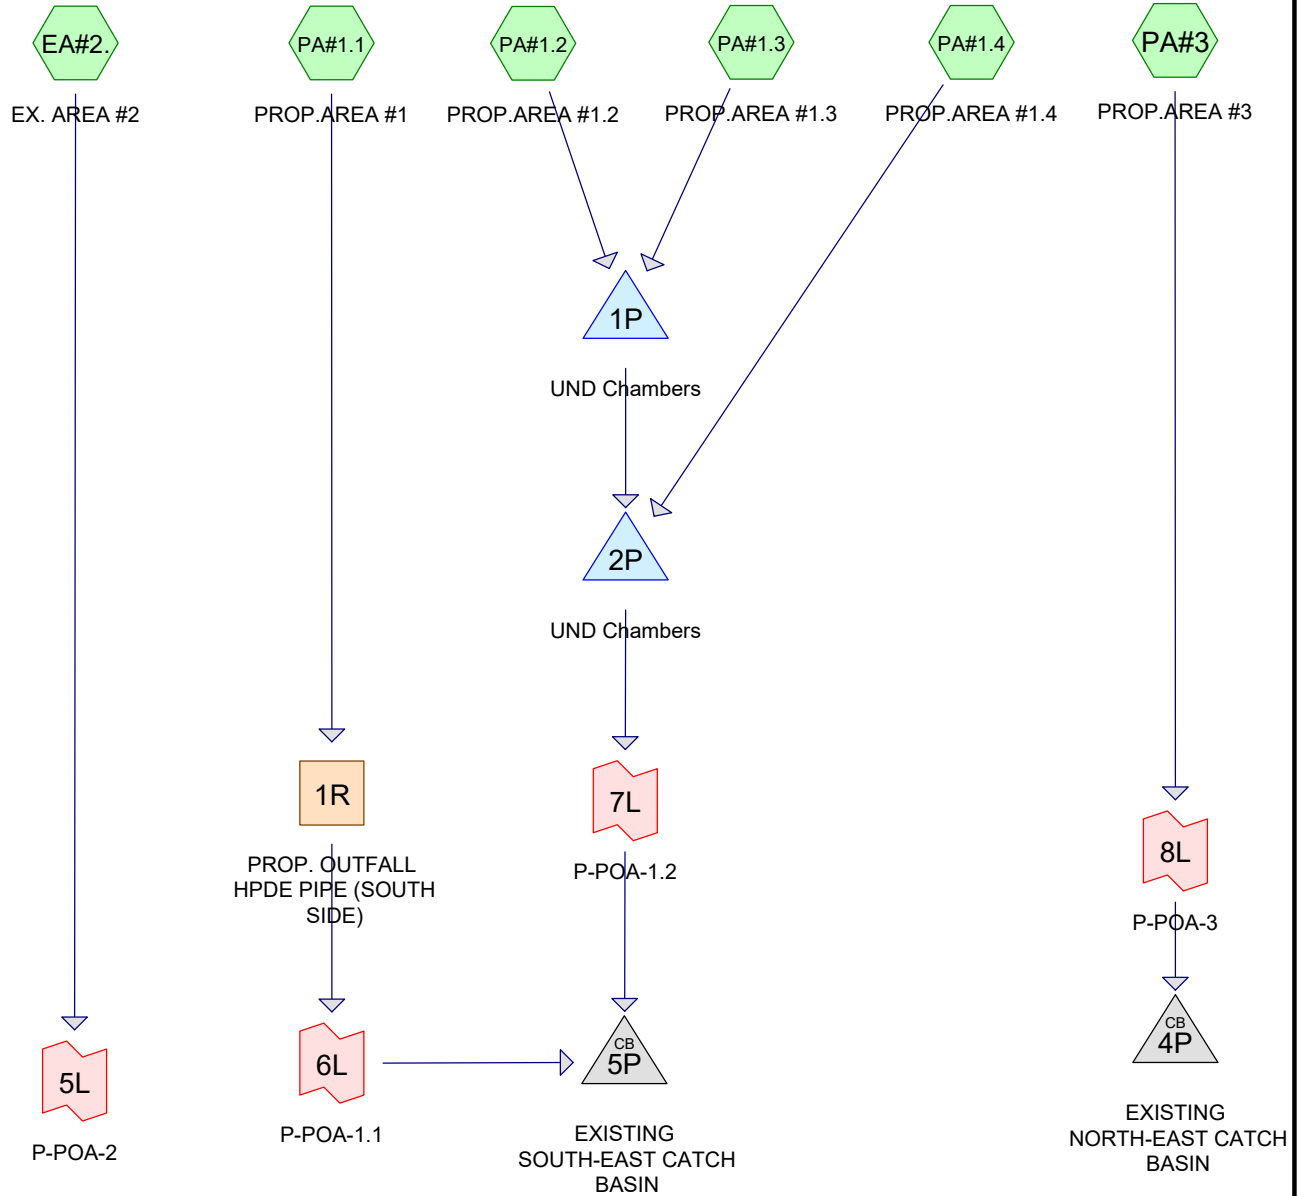 EA#2.
PA#1.1
PA#1.2
PA#1.3
PA#1.4
PA#3
EX. AREA #2
PROP.AREA #1
PROP.AREA #1.2
PROP.AREA #1.3
PROP.AREA #1.4
PROP.AREA #3
1P
UND Chambers
2P
UND Chambers
1R
PROP. OUTFALL
HPDE PIPE (SOUTH
SIDE)
7L
P-POA-1.2
8L
P-POA-3
5L
P-POA-2
6L
P-POA-1.1
CB
5P
EXISTING
SOUTH-EAST CATCH
BASIN
CB
4P
EXISTING
NORTH-EAST CATCH
BASIN